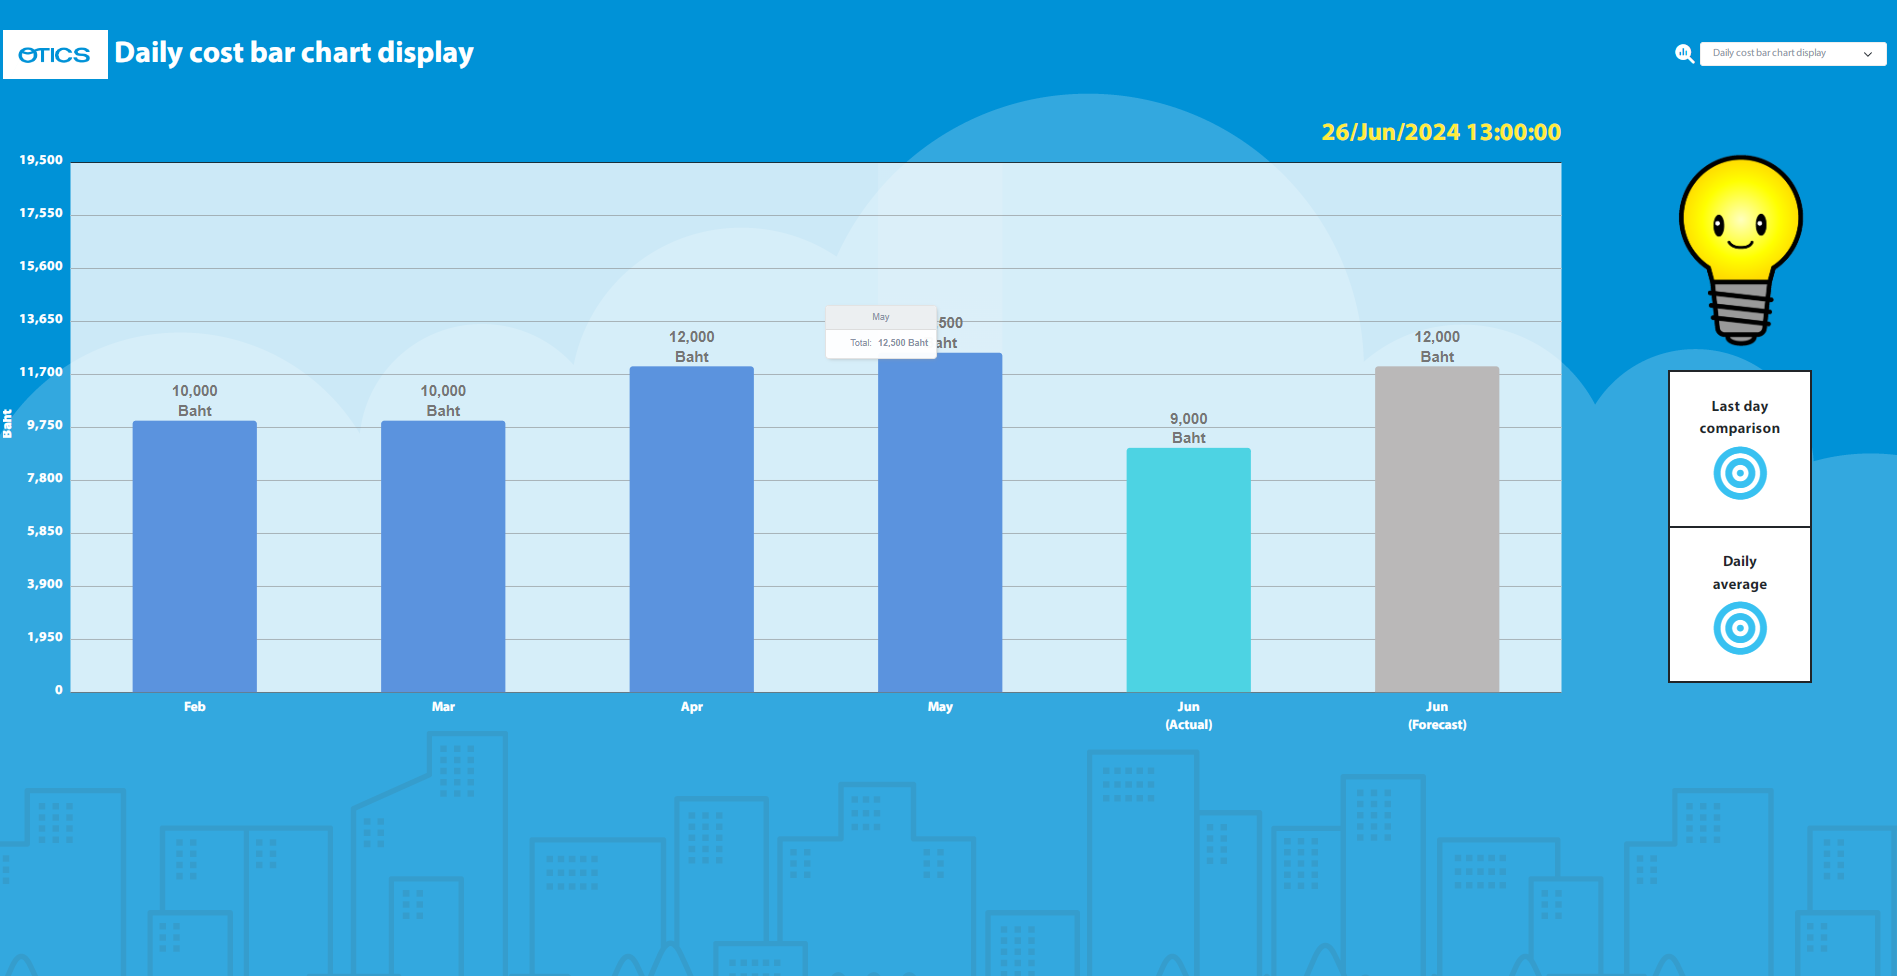 OTICS
Daily cost bar chart display
Daily cost bar chart display
26/Jun/2024 13:00:00
19,500
17,550
15,600
13,650
11,700
9,750
7,800
5,850
3,900
1,950
0
Baht
10,000
Baht
10,000
Baht
12,000
Baht
May
Total: 12,500 Baht
500
aht
9,000
Baht
12,000
Baht
Feb
Mar
Apr
May
Jun
(Actual)
Jun
(Forecast)
Last day
comparison
Daily
average